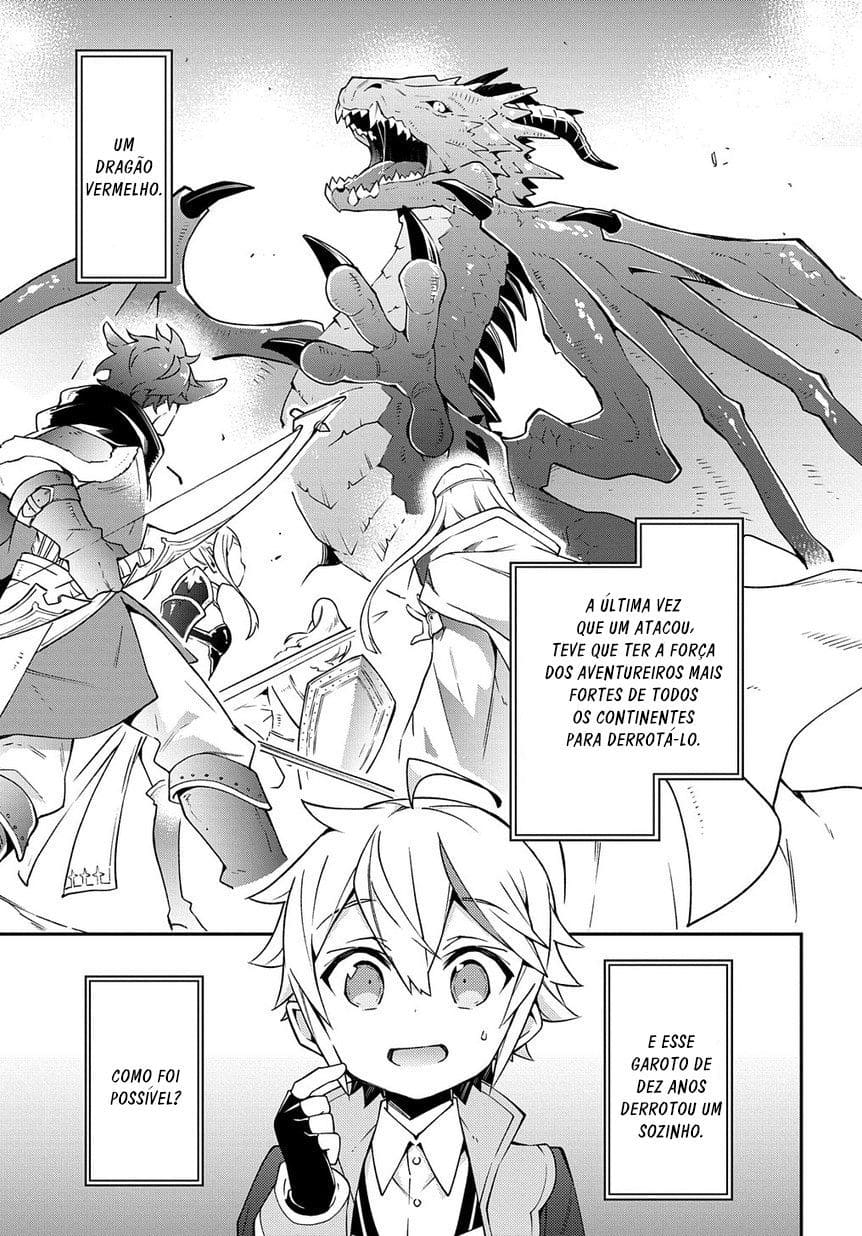 UM
DRAGÃO
VERMELHO.
A ÚLTIMA VEZ
QUE UM ATACOU,
TEVE QUE TER A FORÇA
DOS AVENTUREIROS MAIS
FORTES DE TODOS
OS CONTINENTES
PARA DERROTÁ-LO.
E ESSE
GAROTO DE
DEZ ANOS
DERROTOU UM
SOZINHO.
COMO FOI
POSSÍVEL?